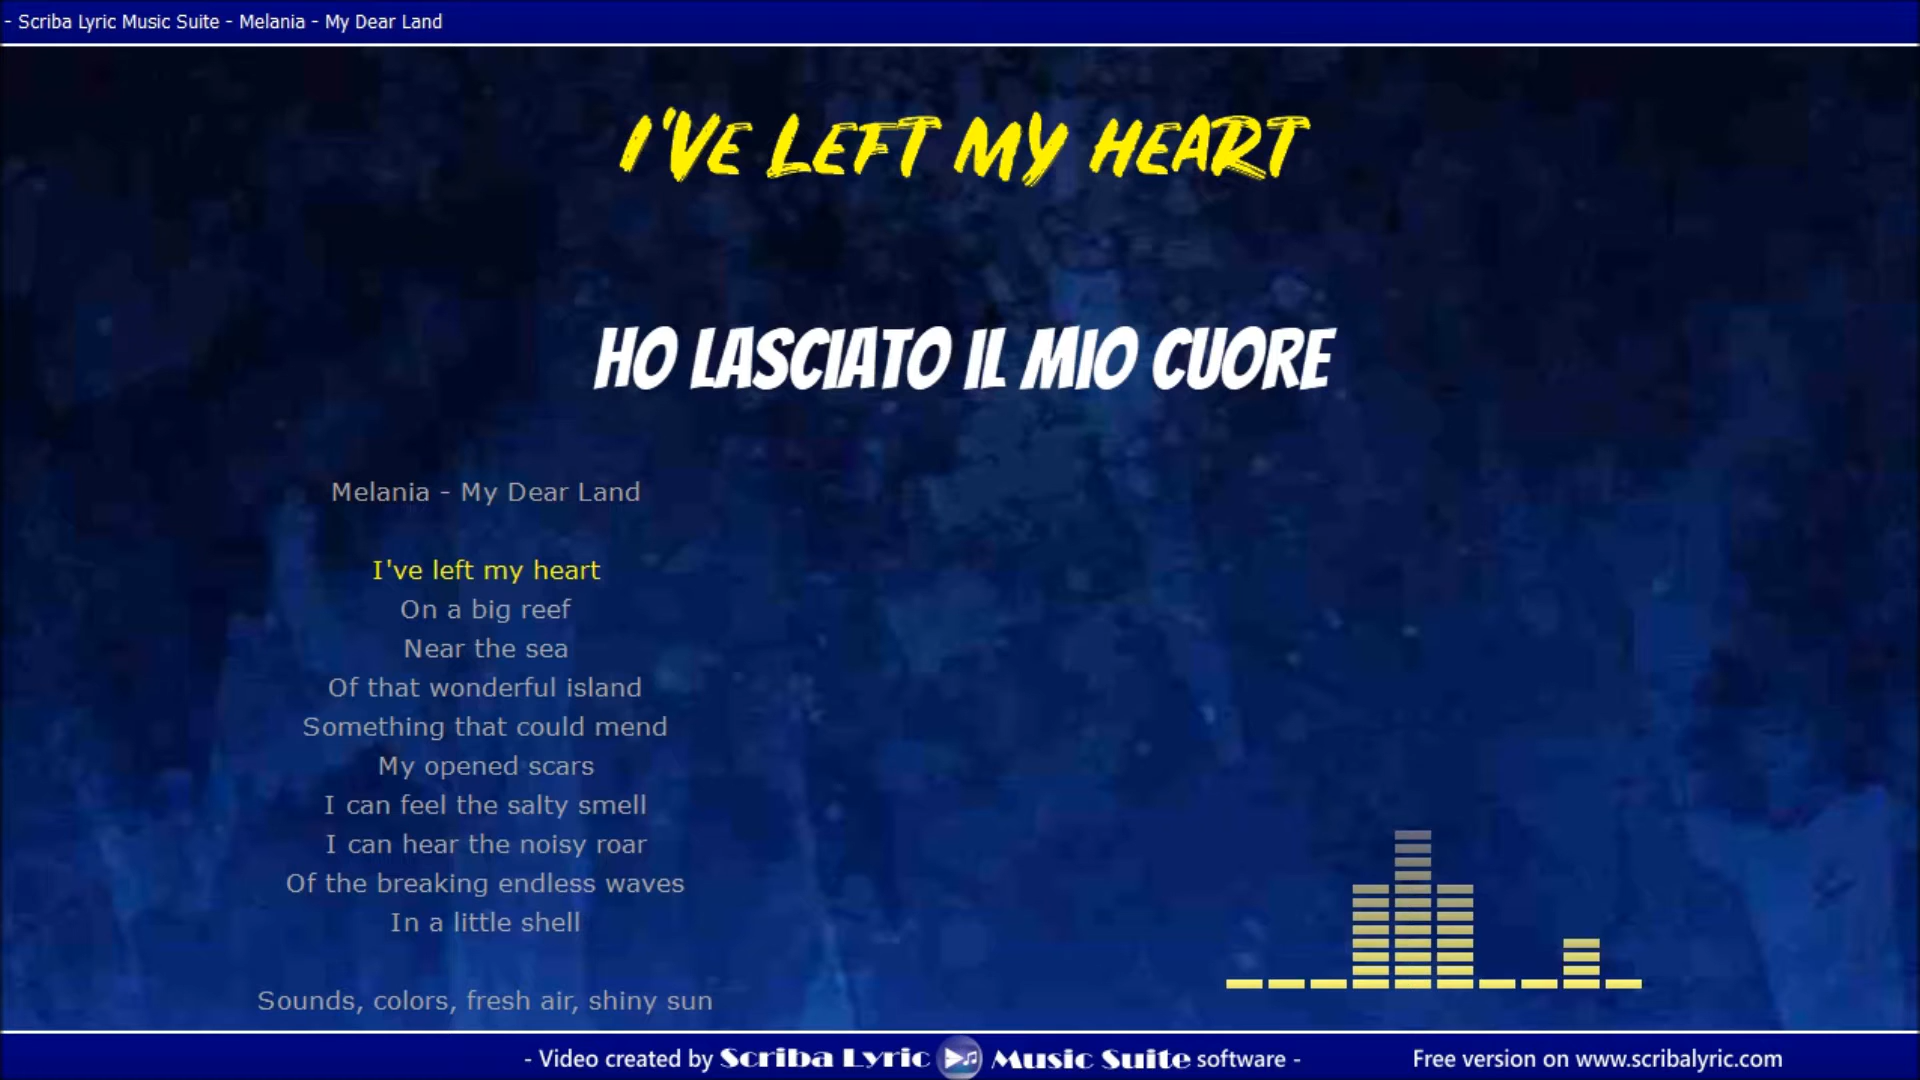 - Scriba Lyric Music Suite - Melania - My Dear Land
I'VE LEFT MY HEART
HO LASCIATO IL MIO CUORE
Melania - My Dear Land
I've left my heart
On a big reef
Near the sea
Of that wonderful island
Something that could mend
My opened scars
I can feel the salty smell
I can hear the noisy roar
Of the breaking endless waves
In a little shell
Sounds, colors, fresh air, shiny sun
- Video created by Scriba Lyric Music Suite software - Free version on www.scribalyric.com